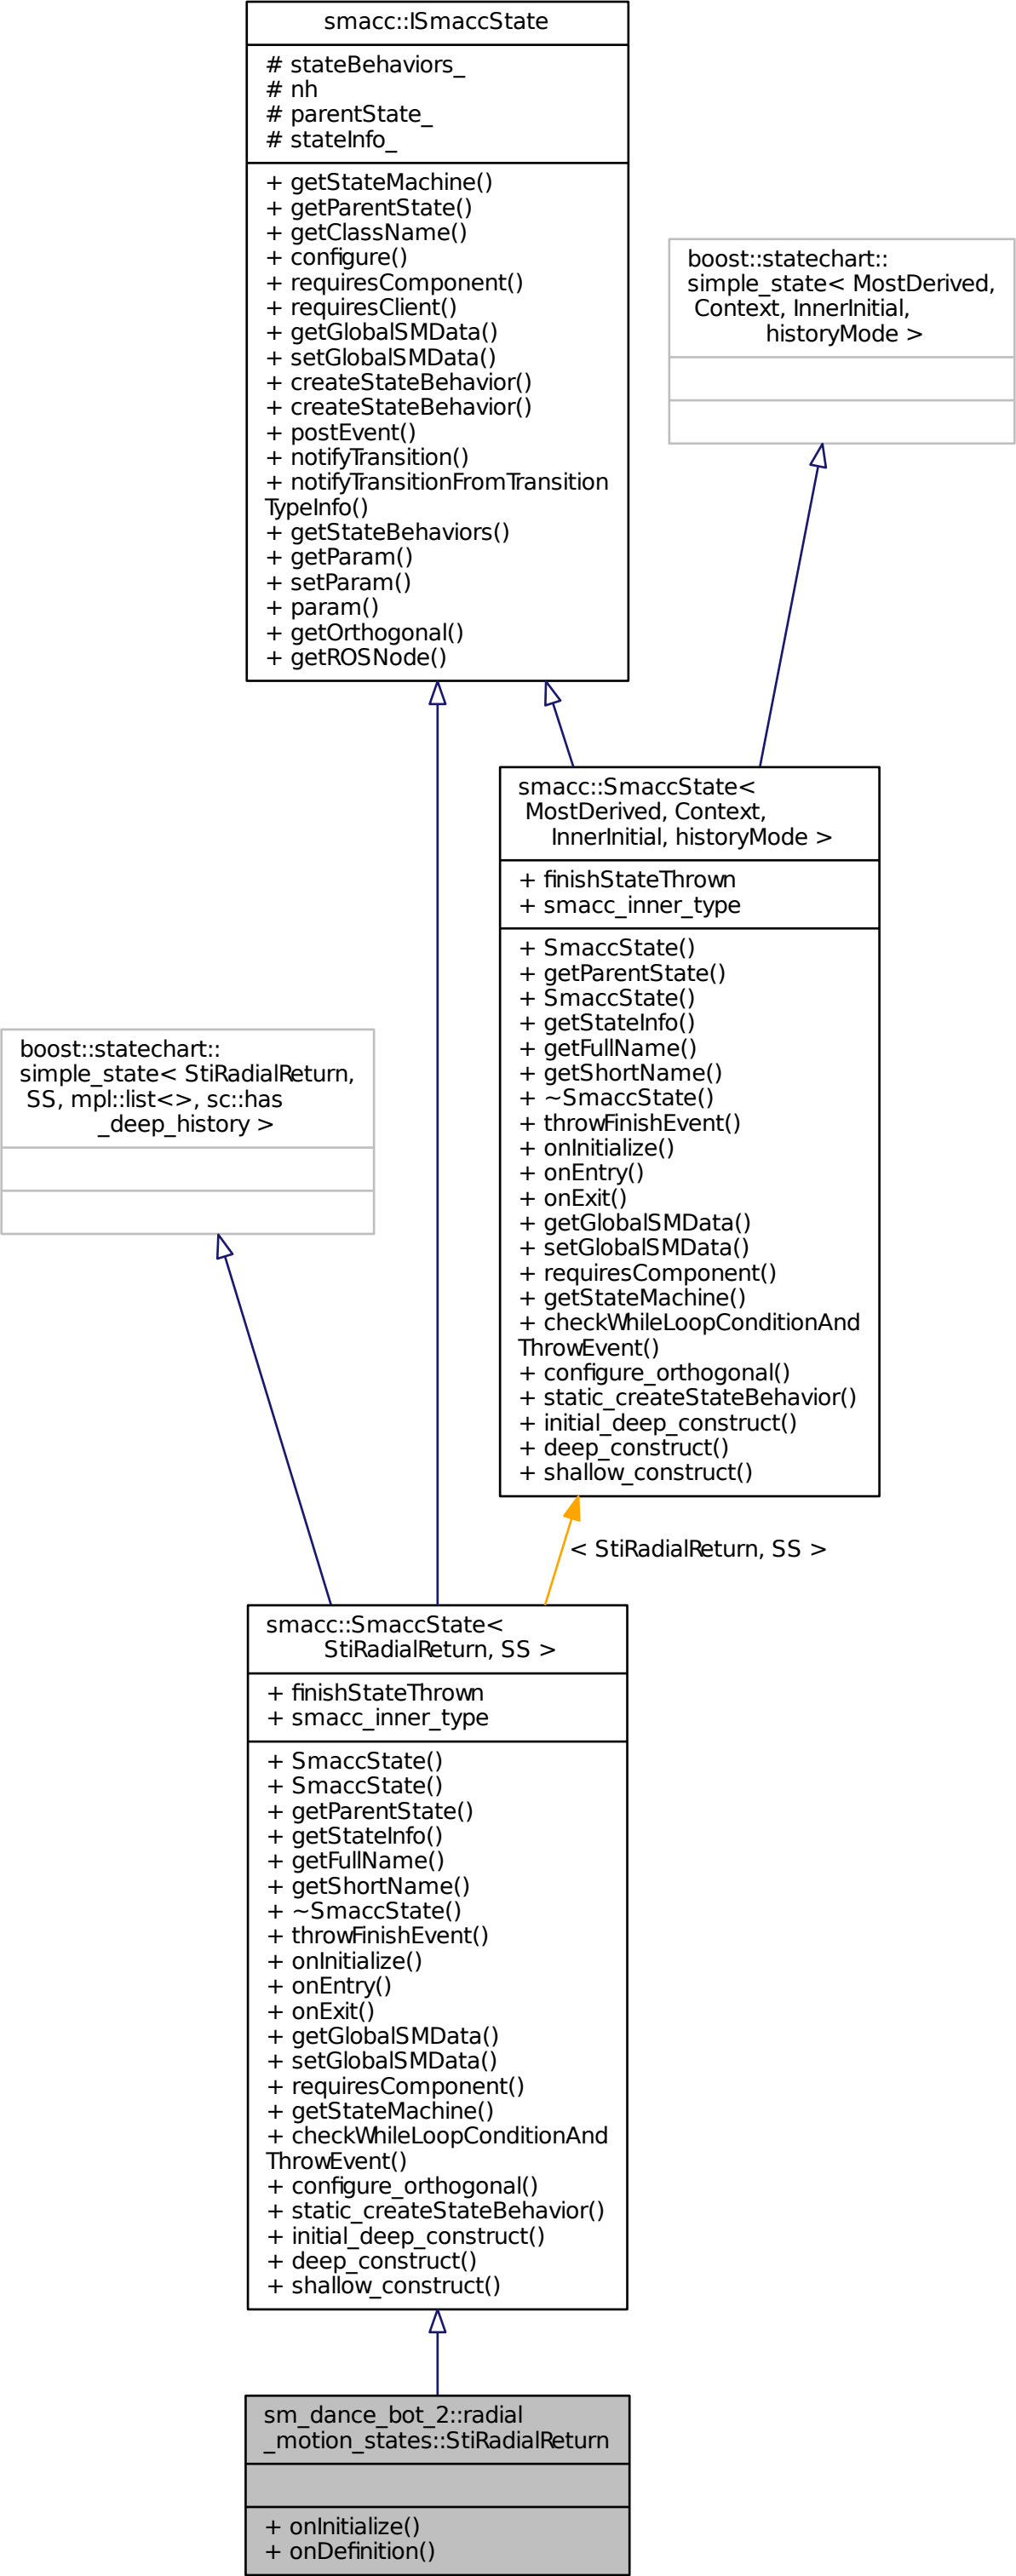 smacc::ISmaccState
# stateBehaviors_
# nh
# parentState_
# stateInfo_
+ getStateMachine()
+ getParentState()
+ getClassName()
+ configure()
+ requiresComponent()
+ requiresClient()
+ getGlobalSMData()
+ setGlobalSMData()
+ createStateBehavior()
+ createStateBehavior()
+ postEvent()
+ notifyTransition()
+ notifyTransitionFromTransition
TypeInfo()
+ getStateBehaviors()
+ getParam()
+ setParam()
+ param()
+ getOrthogonal()
+ getROSNode()
boost::statechart::
simple_state< MostDerived,
Context, InnerInitial,
historyMode >
smacc::SmaccState<
MostDerived, Context,
InnerInitial, historyMode >
+ finishStateThrown
+ smacc_inner_type
+ SmaccState()
+ getParentState()
+ SmaccState()
+ getStateInfo()
+ getFullName()
+ getShortName()
+ ~SmaccState()
+ throwFinishEvent()
+ onInitialize()
+ onEntry()
+ onExit()
+ getGlobalSMData()
+ setGlobalSMData()
+ requiresComponent()
+ getStateMachine()
+ checkWhileLoopConditionAnd
ThrowEvent()
+ configure_orthogonal()
+ static_createStateBehavior()
+ initial_deep_construct()
+ deep_construct()
+ shallow_construct()
boost::statechart::
simple_state< StiRadialReturn,
SS, mpl::list<>, sc::has
_deep_history >
< StiRadialReturn, SS >
smacc::SmaccState<
StiRadialReturn, SS >
+ finishStateThrown
+ smacc_inner_type
+ SmaccState()
+ SmaccState()
+ getParentState()
+ getStateInfo()
+ getFullName()
+ getShortName()
+ ~SmaccState()
+ throwFinishEvent()
+ onInitialize()
+ onEntry()
+ onExit()
+ getGlobalSMData()
+ setGlobalSMData()
+ requiresComponent()
+ getStateMachine()
+ checkWhileLoopConditionAnd
ThrowEvent()
+ configure_orthogonal()
+ static_createStateBehavior()
+ initial_deep_construct()
+ deep_construct()
+ shallow_construct()
sm_dance_bot_2::radial
_motion_states::StiRadialReturn
+ onInitialize()
+ onDefinition()